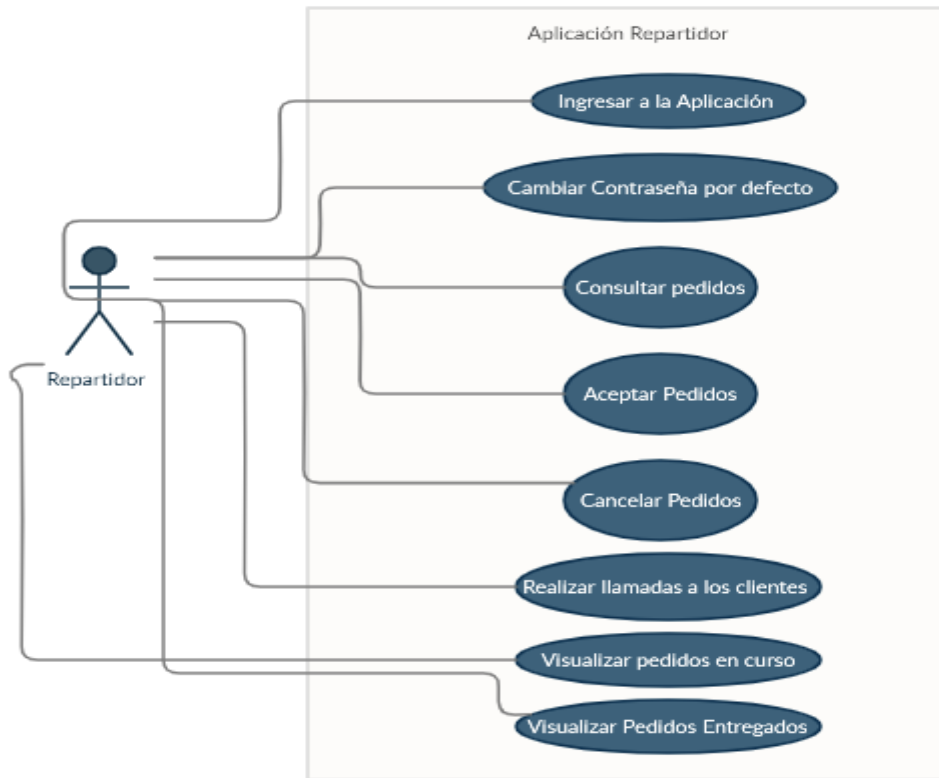 Aplicación Repartidor
Ingresar a la Aplicación
Cambiar Contraseña por defecto
Consultar pedidos
Repartidor
Aceptar Pedidos
Cancelar Pedidos
Realizar llamadas a los clientes
Visualizar pedidos en curso
Visualizar Pedidos Entregados